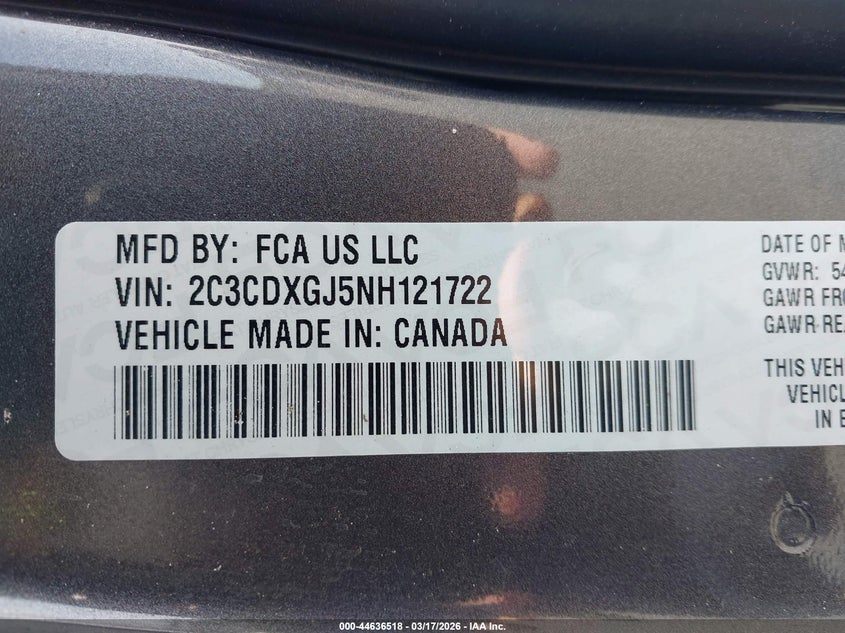 MFD BY: FCA US LLC
VIN: 2C3CDXGJ5NH121722
VEHICLE MADE IN: CANADA
DATE OF M
GVWR: 54
GAWR FRO
GAWR REA
THIS VEH
VEHICL
IN E
000-44636518 - 03/17/2026 - IAA Inc.